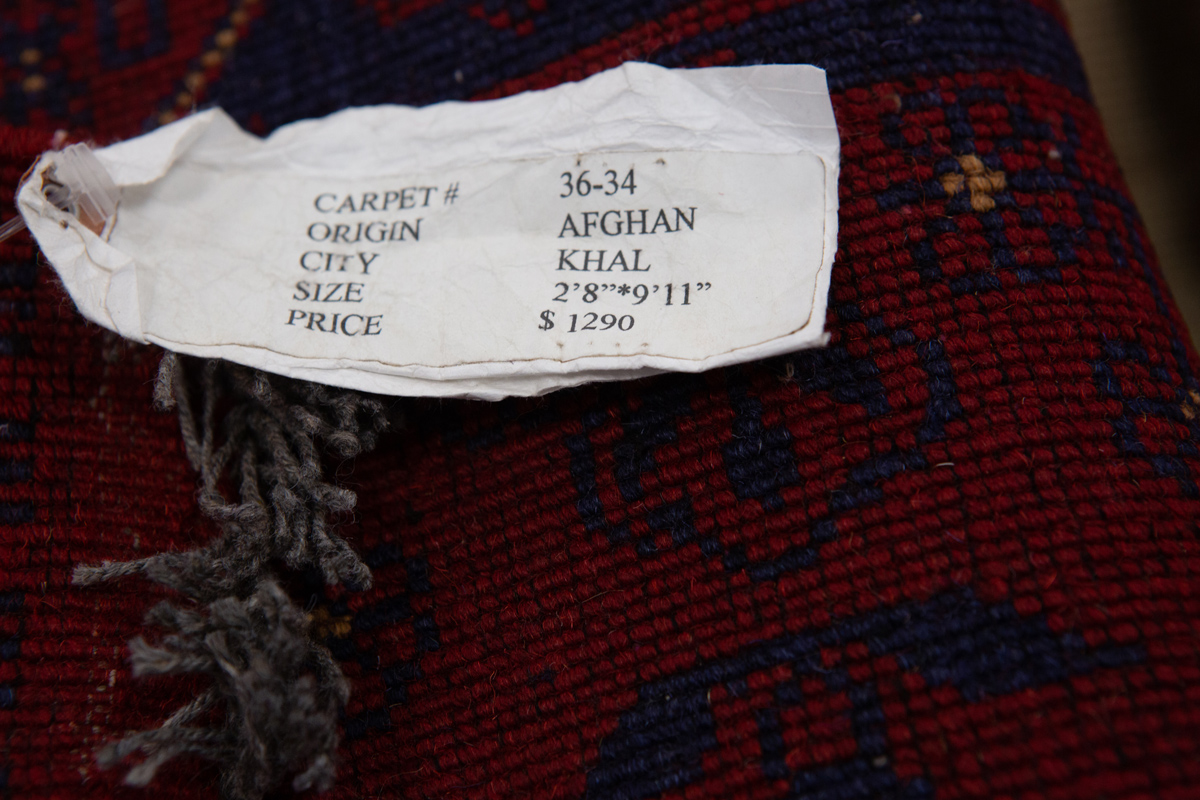 CARPET # 36-34
ORIGIN AFGHAN
CITY KHAL
SIZE 2’8”*9’11”
PRICE $ 1290